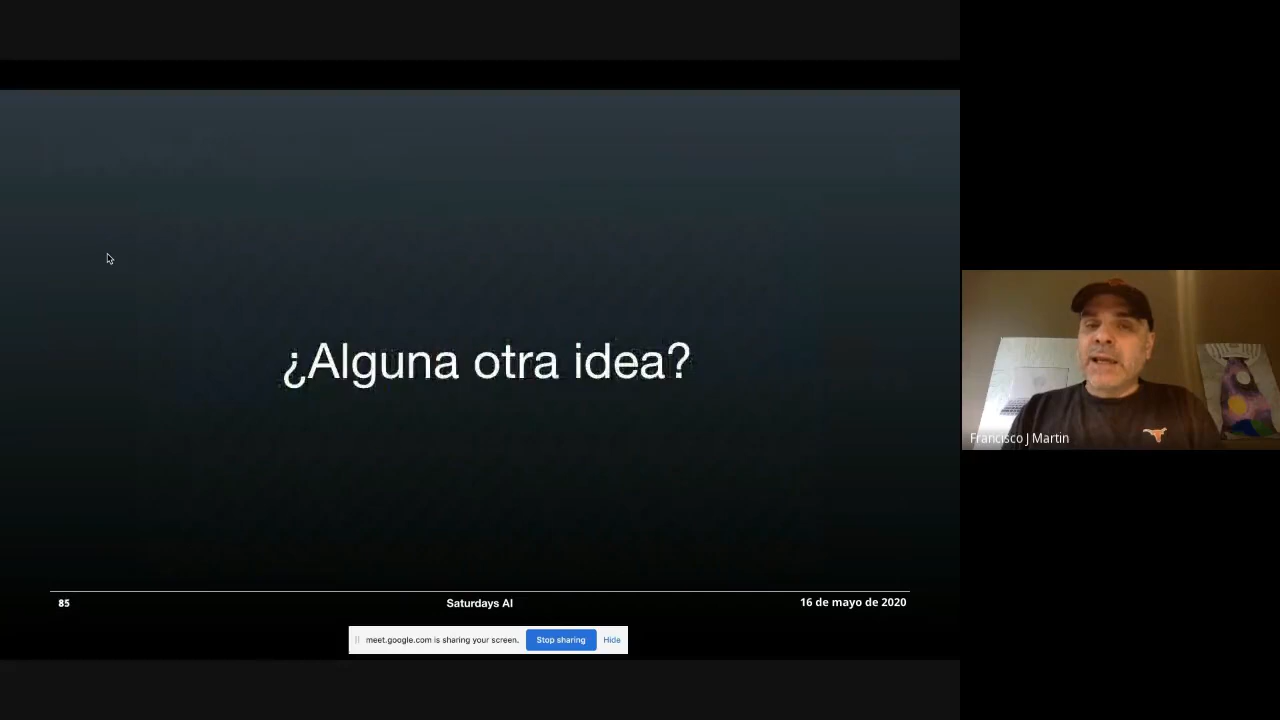 ¿Alguna otra idea?
Francisco J Martin
85
Saturdays AI
16 de mayo de 2020
meet.google.com is sharing your screen.
Stop sharing
Hide